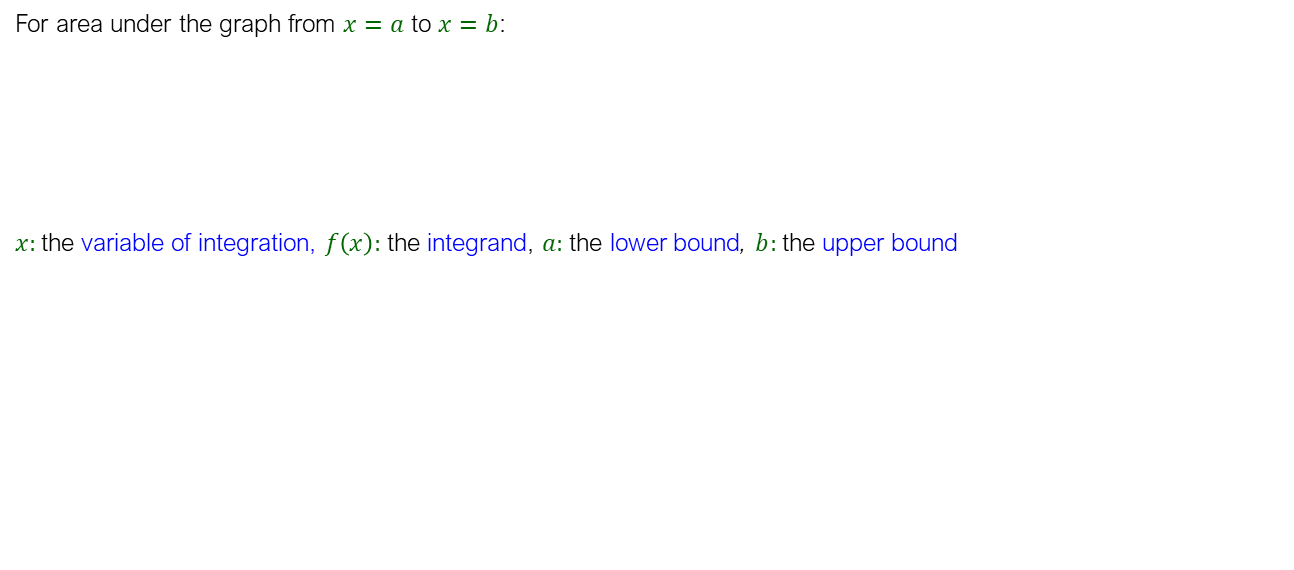 For area under the graph from x = a to x = b:
x: the variable of integration, f(x): the integrand, a: the lower bound, b: the upper bound